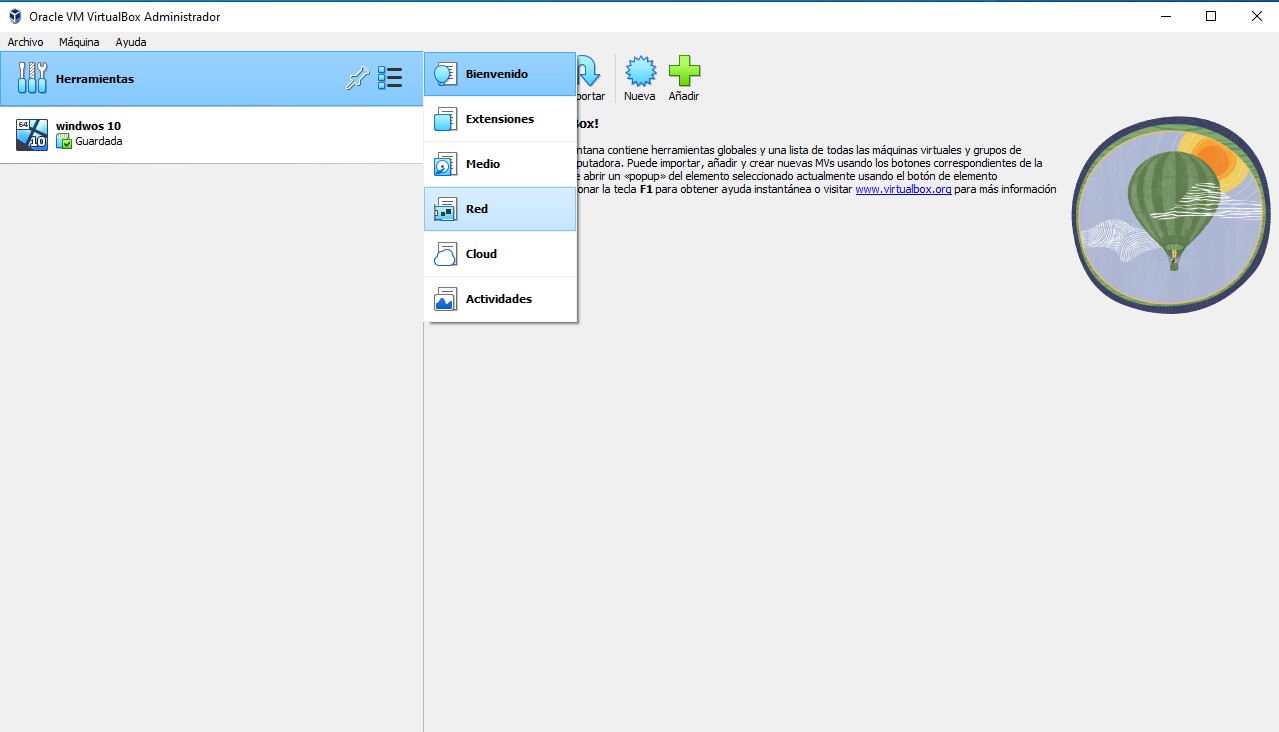 Oracle VM VirtualBox Administrador
Archivo Máquina Ayuda
Herramientas
windwos 10
Guardada
64
10
Bienvenido
Extensiones
Medio
Red
Cloud
Actividades
portar
Nueva
Añadir
ox!
ntana contiene herramientas globales y una lista de todas las máquinas virtuales y grupos de
putadora. Puede importar, añadir y crear nuevas MVs usando los botones correspondientes de la
e abrir un «popup» del elemento seleccionado actualmente usando el botón de elemento
onar la tecla F1 para obtener ayuda instantánea o visitar www.virtualbox.org para más información